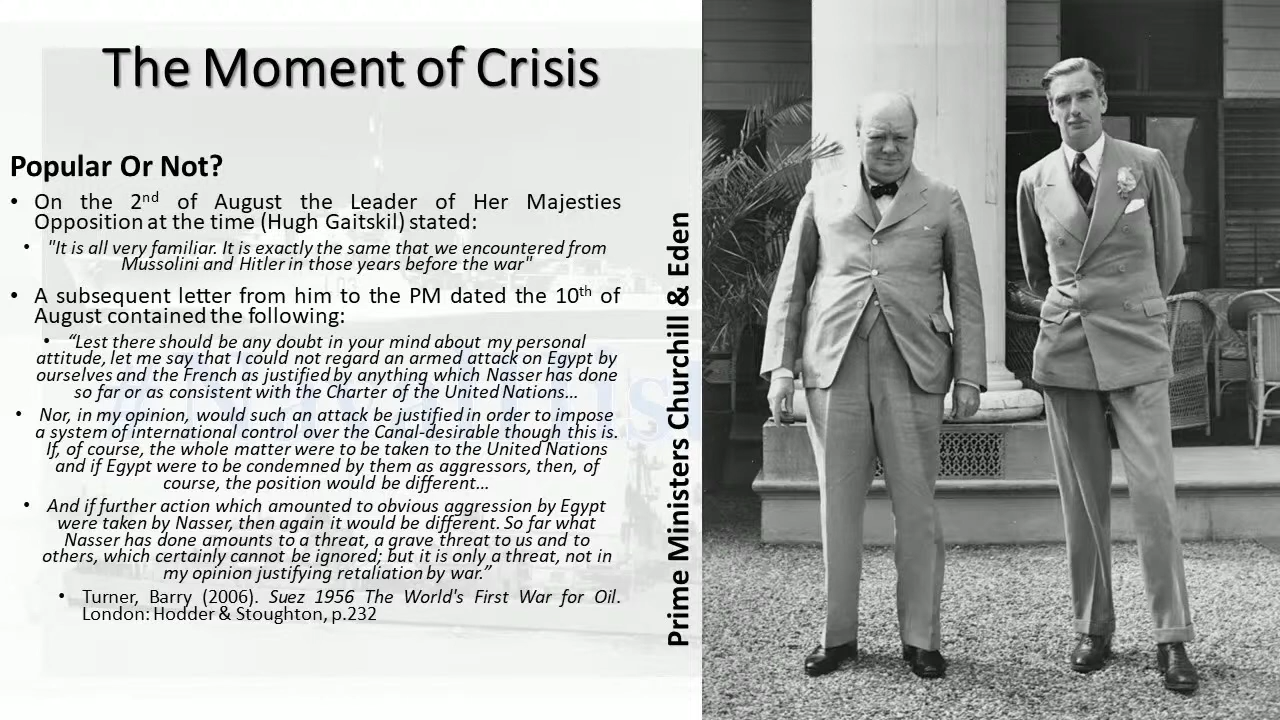 The Moment of Crisis
Popular Or Not?
• On the 2nd of August the Leader of Her Majesties
Opposition at the time (Hugh Gaitskil) stated:
• "It is all very familiar. It is exactly the same that we encountered from
Mussolini and Hitler in those years before the war"
• A subsequent letter from him to the PM dated the 10th of
August contained the following:
• “Lest there should be any doubt in your mind about my personal
attitude, let me say that I could not regard an armed attack on Egypt by
ourselves and the French as justified by anything which Nasser has done
so far or as consistent with the Charter of the United Nations...
• Nor, in my opinion, would such an attack be justified in order to impose
a system of international control over the Canal-desirable though this is.
If, of course, the whole matter were to be taken to the United Nations
and if Egypt were to be condemned by them as aggressors, then, of
course, the position would be different...
• And if further action which amounted to obvious aggression by Egypt
were taken by Nasser, then again it would be different. So far what
Nasser has done amounts to a threat, a grave threat to us and to
others, which certainly cannot be ignored; but it is only a threat, not in
my opinion justifying retaliation by war.”
• Turner, Barry (2006). Suez 1956 The World's First War for Oil.
London: Hodder & Stoughton, p.232
Prime Ministers Churchill & Eden